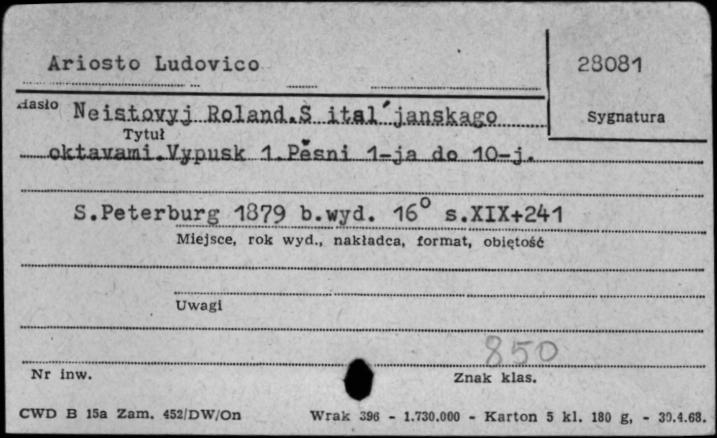 Ariosto Ludovico 28081
Hasło Neistovyj Roland.S ital'janskago Sygnatura
Tytuł
oktavami.Vypusk 1.Pěsni 1-ja do 10-j.
S.Peterburg 1879 b.wyd. 16° s.XIX+241
Miejsce, rok wyd., nakładca, format, obiętość
Uwagi
850
Nr inw. Znak klas.
CWD B 15a Zam. 452/DW/On Wrak 396 - 1.730.000 - Karton 5 kl. 180 g, - 30.4.68.